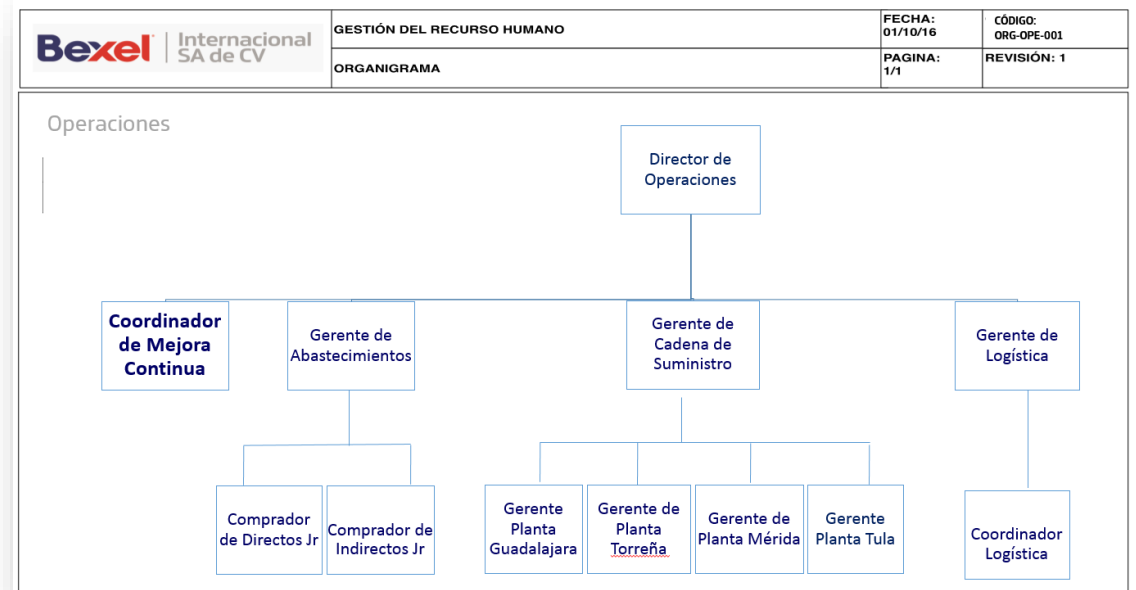 Bexel Internacional
SA de CV
GESTIÓN DEL RECURSO HUMANO
FECHA:
01/10/16
CÓDIGO:
ORG-OPE-001
ORGANIGRAMA
PAGINA:
1/1
REVISIÓN: 1
Operaciones
Director de
Operaciones
Coordinador
de Mejora
Continua
Gerente de
Abastecimientos
Gerente de
Cadena de
Suministro
Gerente de
Logística
Comprador
de Directos Jr
Comprador de
Indirectos Jr
Gerente
Planta
Guadalajara
Gerente de
Planta
Torreña
Gerente de
Planta Mérida
Gerente
Planta Tula
Coordinador
Logística